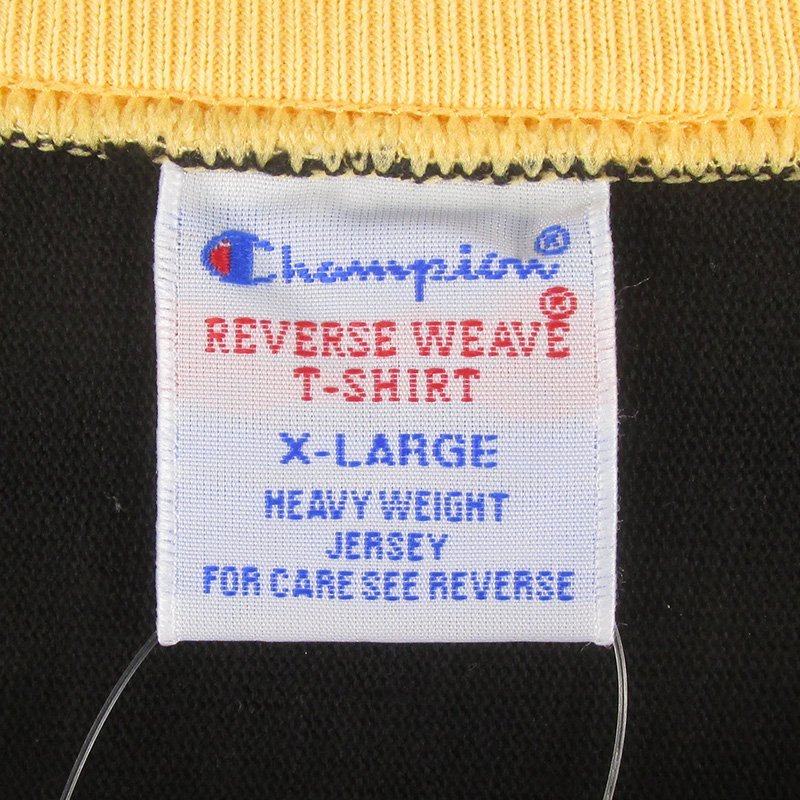 Champion®
REVERSE WEAVE®
T-SHIRT
X-LARGE
HEAVY WEIGHT
JERSEY
FOR CARE SEE REVERSE